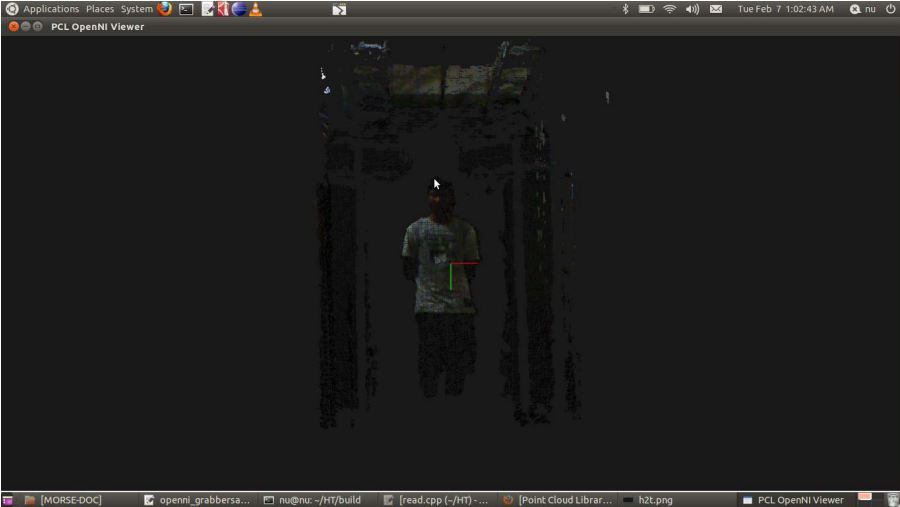 Applications Places System Tue Feb 7 1:02:43 AM nu
PCL OpenNI Viewer
[MORSE-DOC] openni_grabbersa... nu@nu: ~/HT/build [read.cpp (~/HT) - ... [Point Cloud Librar... h2t.png PCL OpenNI Viewer